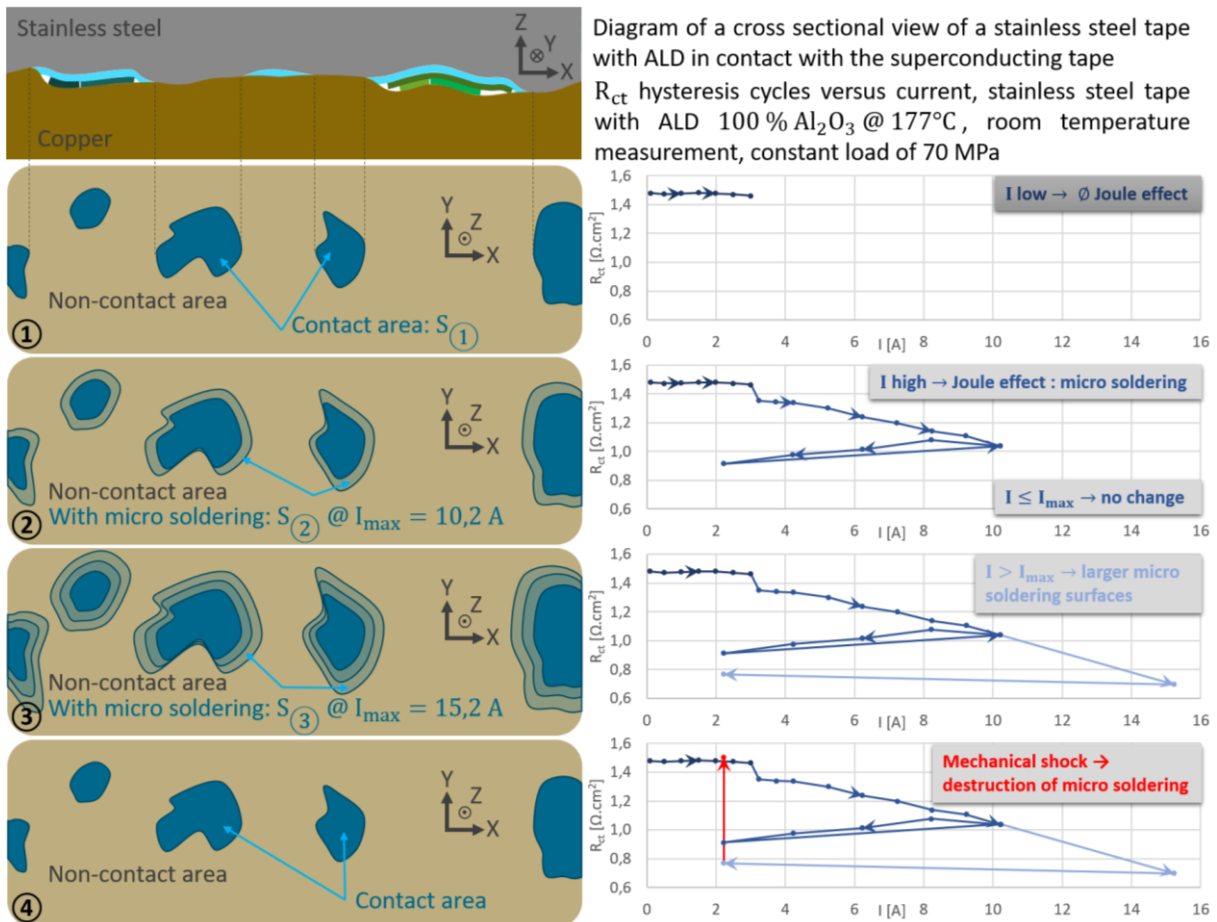 Stainless steel
Copper
Z
Y
X
Diagram of a cross sectional view of a stainless steel tape
with ALD in contact with the superconducting tape
Rct hysteresis cycles versus current, stainless steel tape
with ALD 100 % Al2O3 @ 177°C, room temperature
measurement, constant load of 70 MPa
Non-contact area
Contact area: S①
①
Y
Z
X
1,6
1,4
1,2
1,0
0,8
0,6
Rct [Ω.cm²]
I low → Ø Joule effect
0 2 4 6 8 10 12 14 16
I [A]
Non-contact area
With micro soldering: S② @ Imax = 10,2 A
②
Y
Z
X
1,6
1,4
1,2
1,0
0,8
0,6
Rct [Ω.cm²]
I high → Joule effect : micro soldering
I ≤ Imax → no change
0 2 4 6 8 10 12 14 16
I [A]
Non-contact area
With micro soldering: S③ @ Imax = 15,2 A
③
Y
Z
X
1,6
1,4
1,2
1,0
0,8
0,6
Rct [Ω.cm²]
I > Imax → larger micro
soldering surfaces
0 2 4 6 8 10 12 14 16
I [A]
Non-contact area
Contact area
④
Y
Z
X
1,6
1,4
1,2
1,0
0,8
0,6
Rct [Ω.cm²]
Mechanical shock →
destruction of micro soldering
0 2 4 6 8 10 12 14 16
I [A]